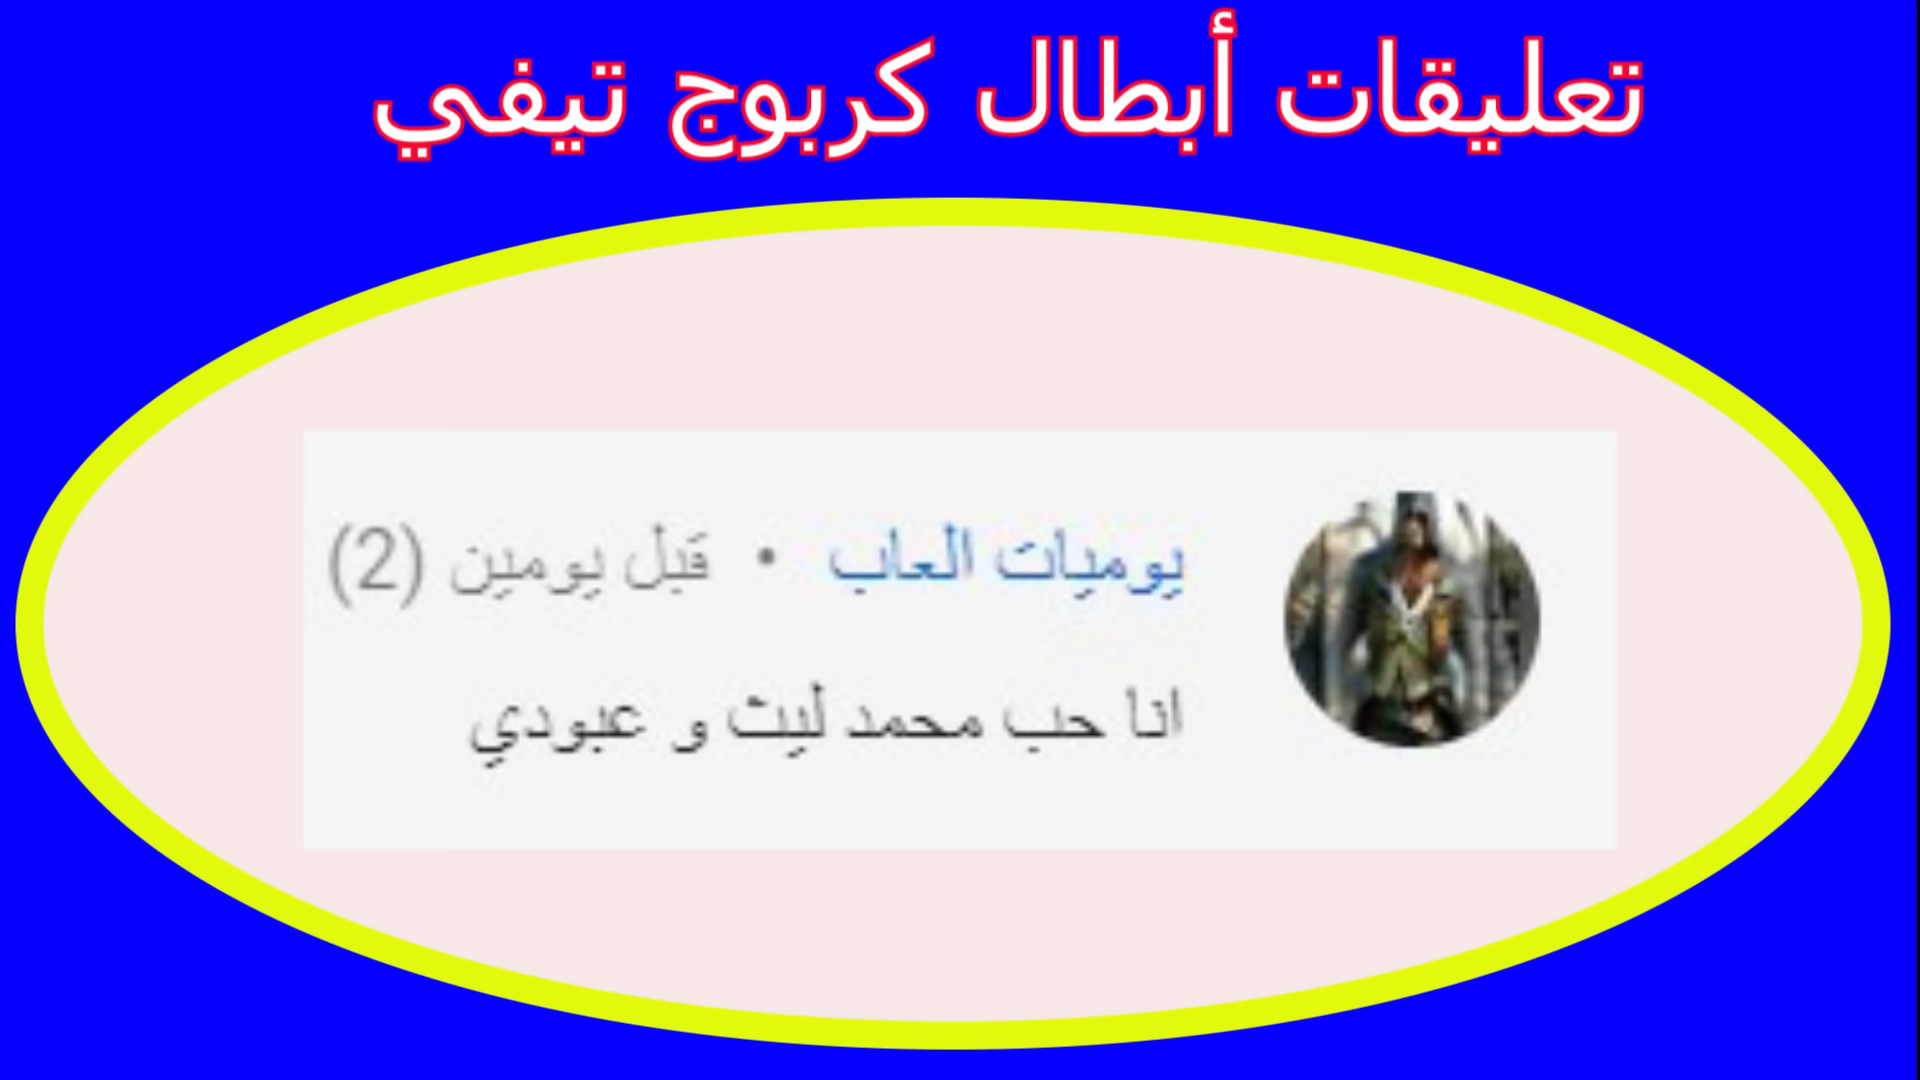 تعليقات أبطال كربوج تيفي
يوميات العاب • قبل يومين (2)
انا حب محمد ليث و عبودي